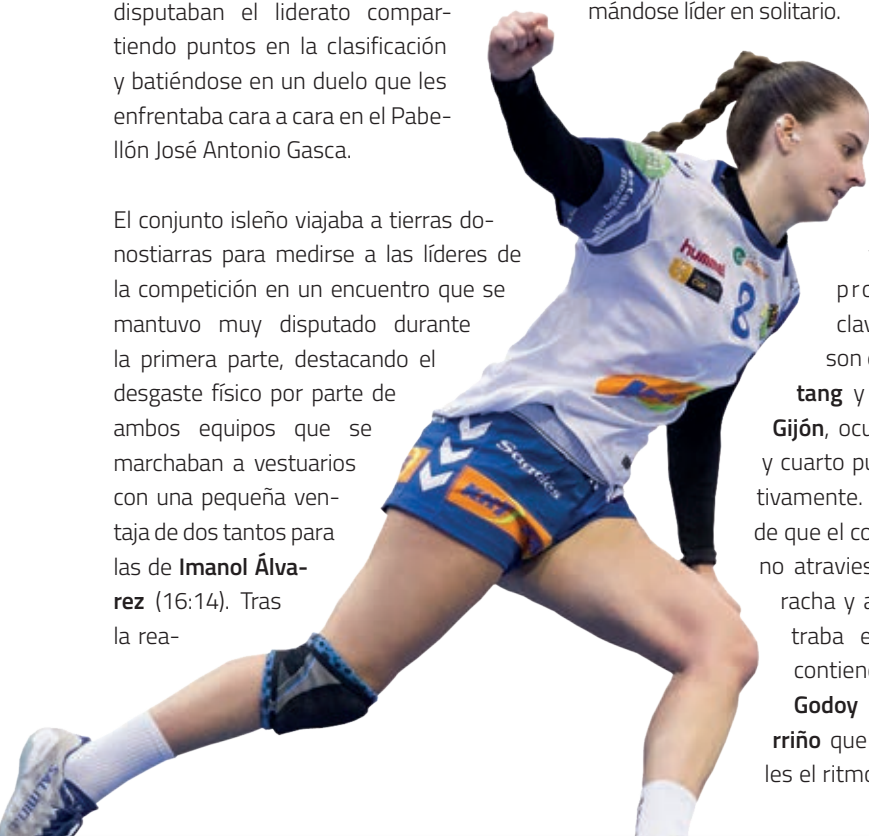 disputaban el liderato compar-
tiendo puntos en la clasificación
y batiéndose en un duelo que les
enfrentaba cara a cara en el Pabe-
llón José Antonio Gasca.
El conjunto isleño viajaba a tierras do-
nostiarras para medirse a las líderes de
la competición en un encuentro que se
mantuvo muy disputado durante
la primera parte, destacando el
desgaste físico por parte de
ambos equipos que se
marchaban a vestuarios
con una pequeña ven-
taja de dos tantos para
las de Imanol Álva-
rez (16:14). Tras
la rea-
mándose líder en solitario.
pro
clav
son
tang y
Gijón, ocu
y cuarto pu
tivamente.
de que el co
no atravies
racha y a
traba e
contien
Godoy
rriño que
les el ritmo
hummel
8
KH7
Sagalés
SALMING